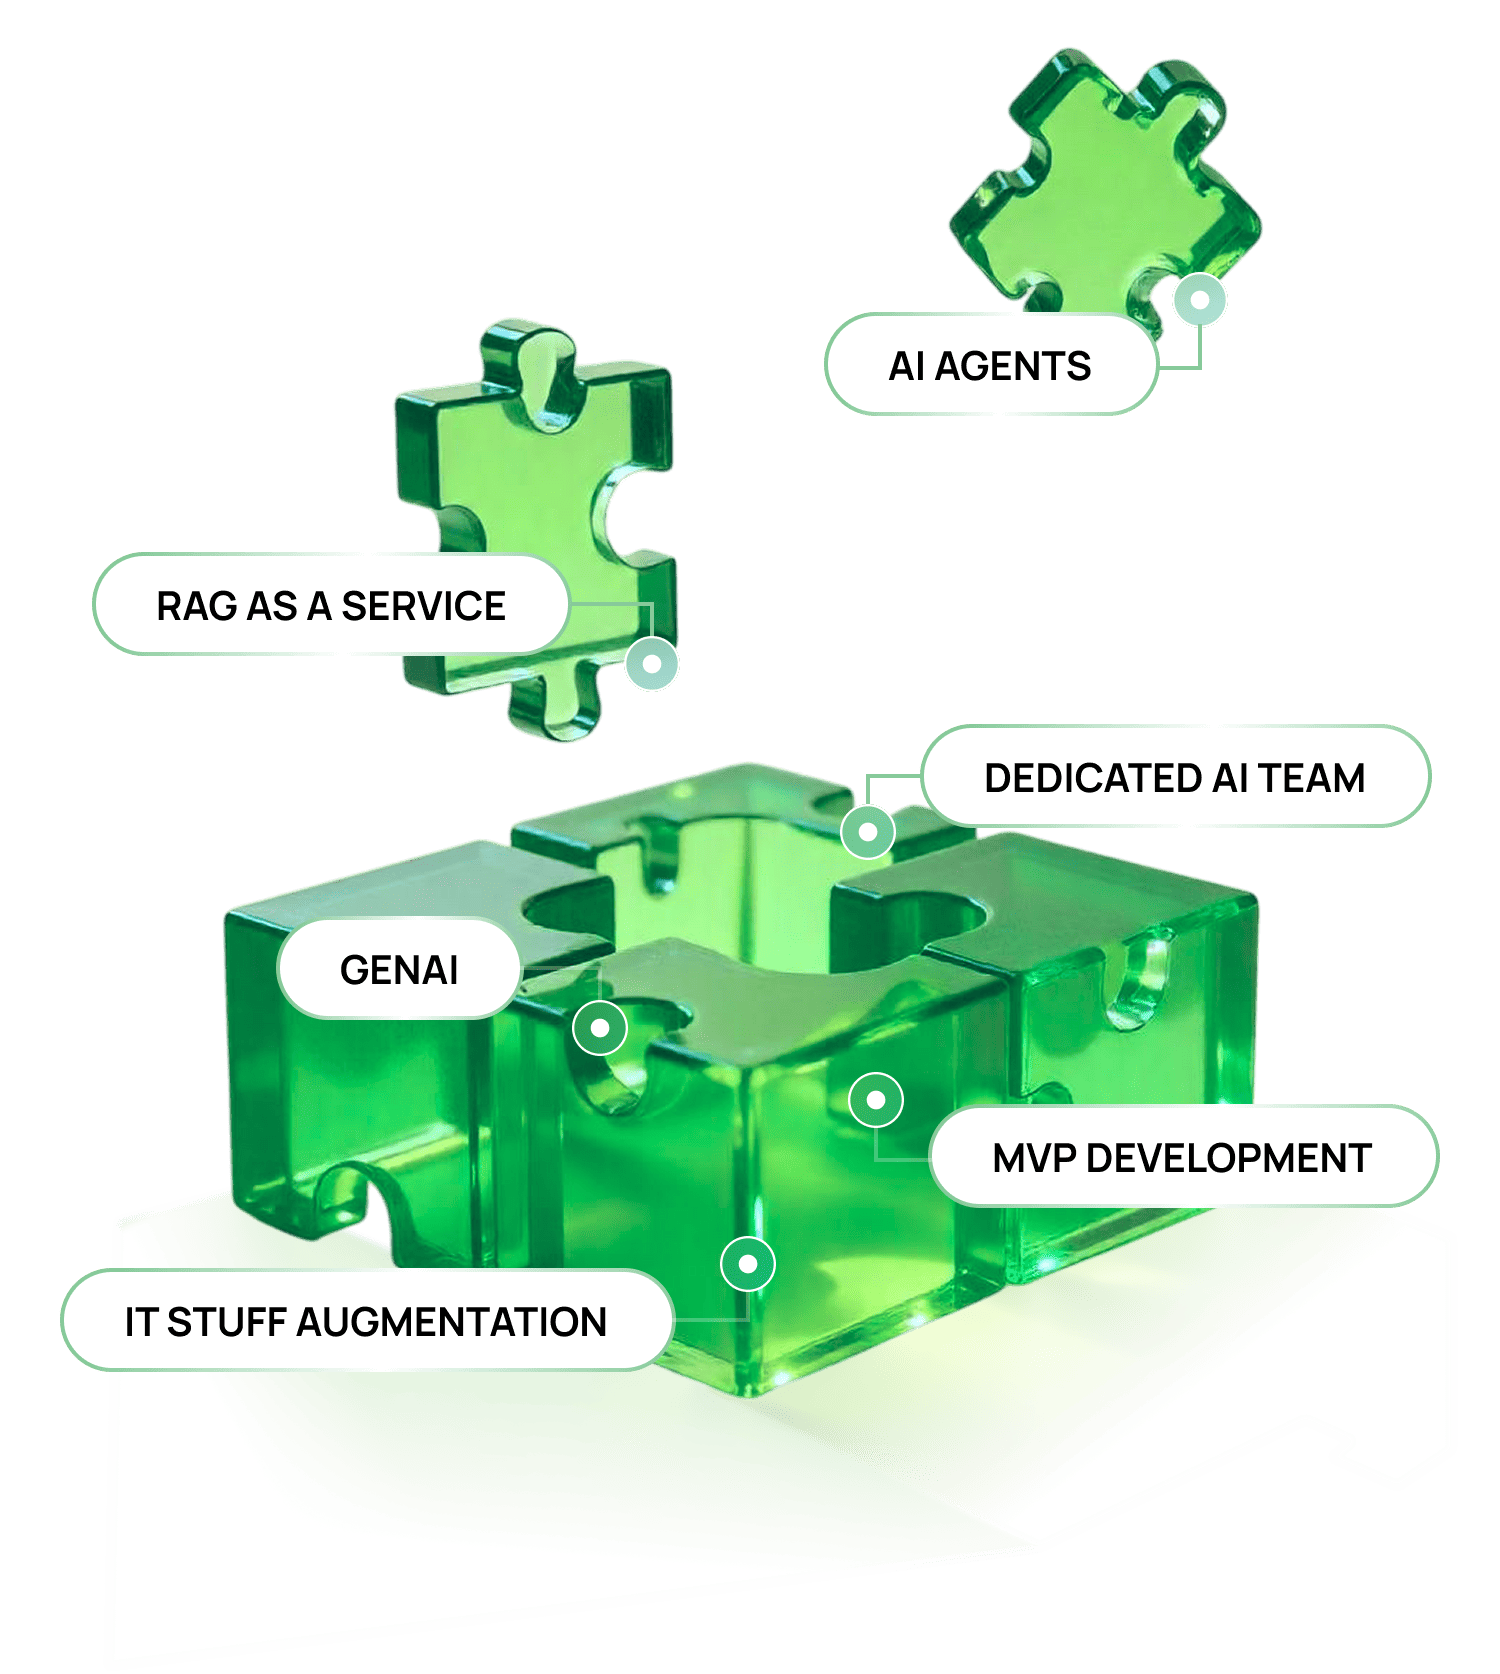 AI AGENTS
RAG AS A SERVICE
DEDICATED AI TEAM
GENAI
MVP DEVELOPMENT
IT STUFF AUGMENTATION